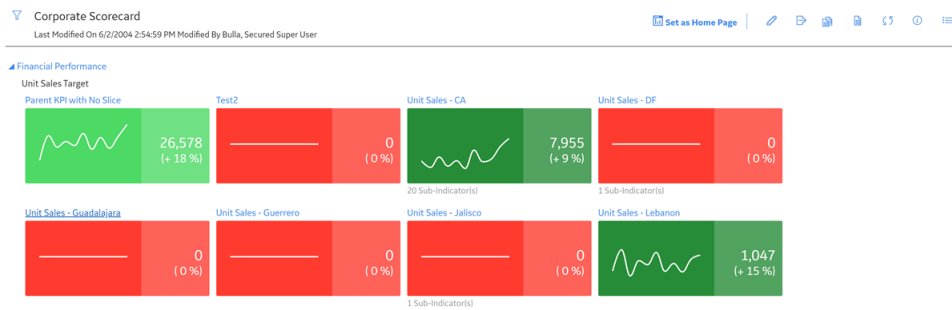 Corporate Scorecard
Set as Home Page
Last Modified On 6/2/2004 2:54:59 PM Modified By Bulla, Secured Super User
Financial Performance
Unit Sales Target
Parent KPI with No Slice
Test2
Unit Sales - CA
Unit Sales - DF
26,578
(+ 18 %)
0
( 0 %)
7,955
(+ 9 %)
0
( 0 %)
20 Sub-Indicator(s)
1 Sub-Indicator(s)
Unit Sales - Guadalajara
Unit Sales - Guerrero
Unit Sales - Jalisco
Unit Sales - Lebanon
0
( 0 %)
0
( 0 %)
0
( 0 %)
1,047
(+ 15 %)
1 Sub-Indicator(s)